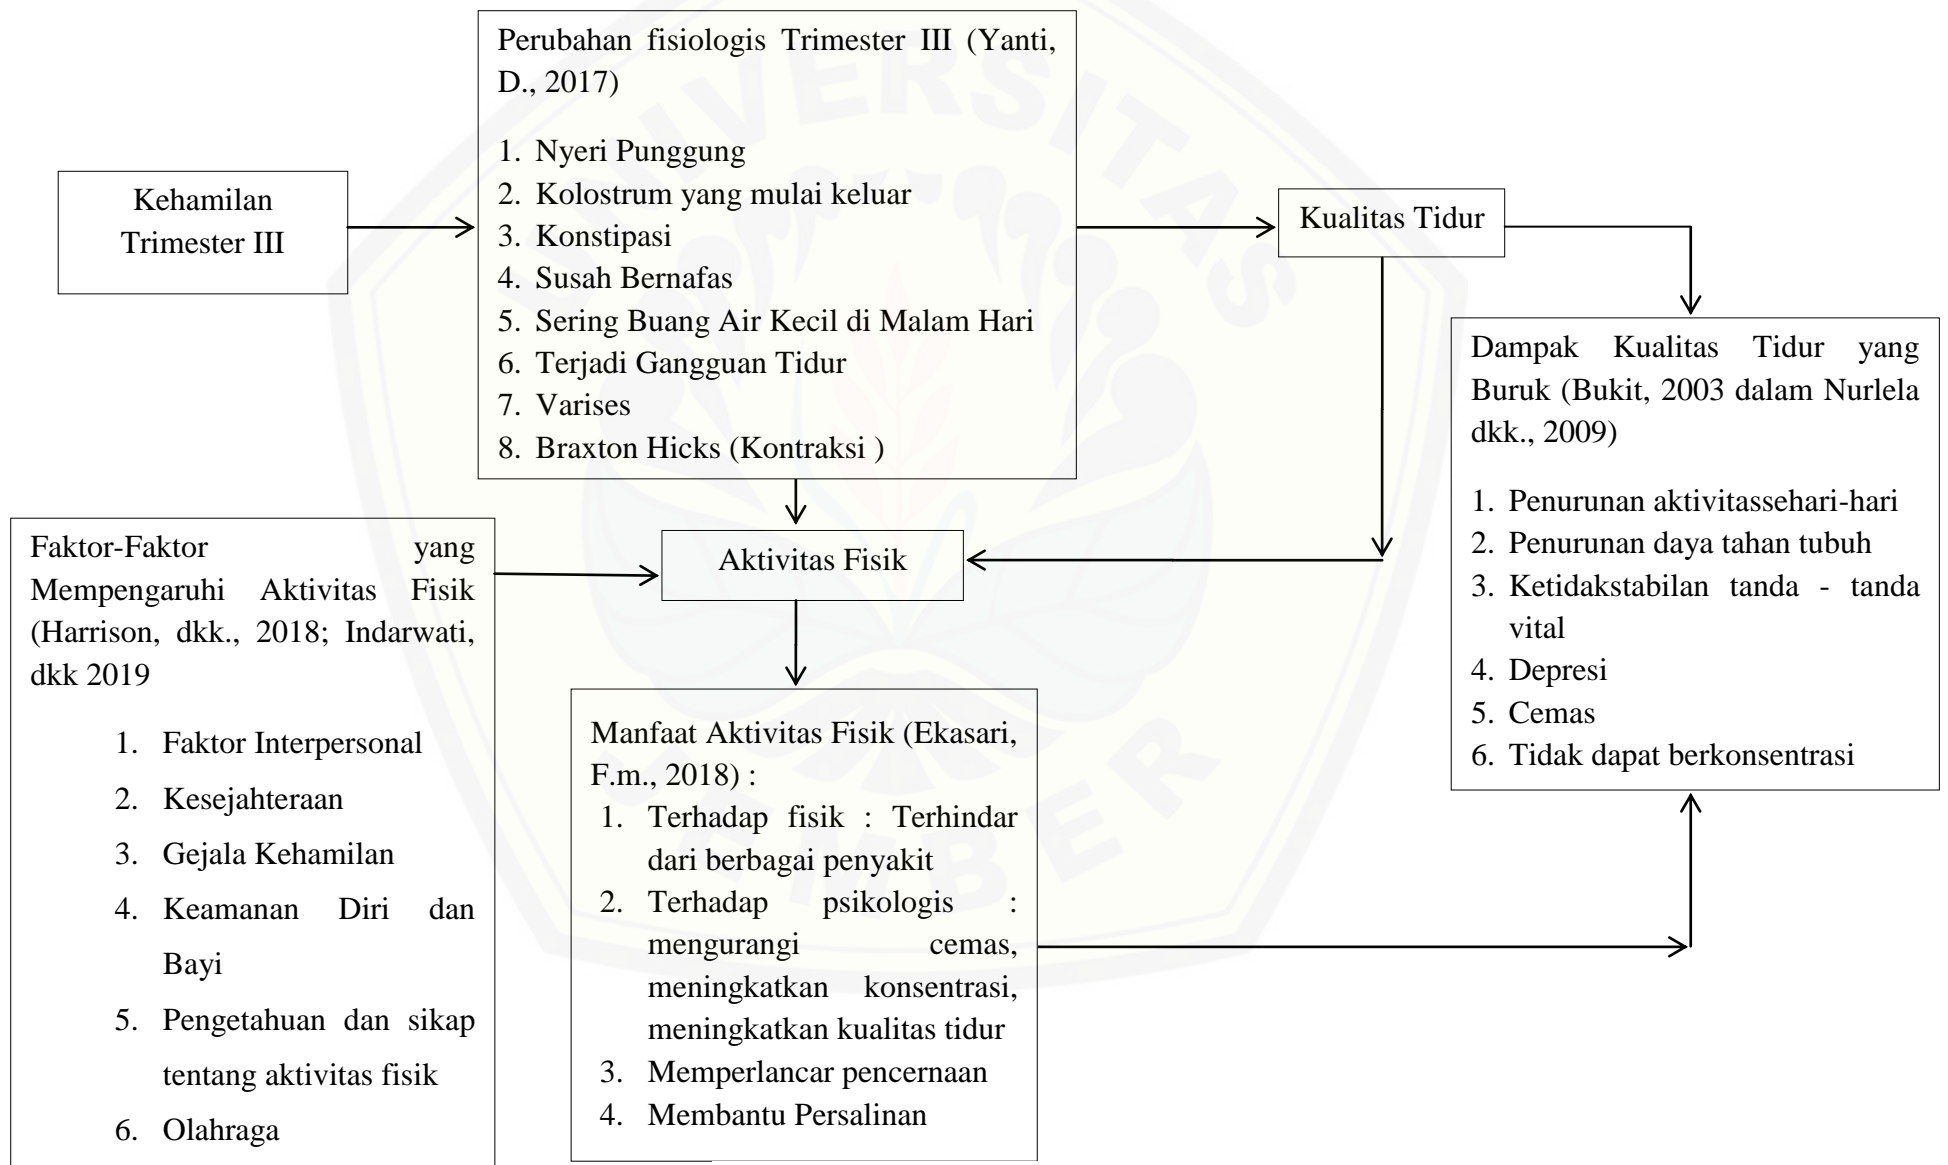 Perubahan fisiologis Trimester III (Yanti,
D., 2017)
1. Nyeri Punggung
2. Kolostrum yang mulai keluar
3. Konstipasi
4. Susah Bernafas
5. Sering Buang Air Kecil di Malam Hari
6. Terjadi Gangguan Tidur
7. Varises
8. Braxton Hicks (Kontraksi )
Kehamilan
Trimester III
Kualitas Tidur
Dampak Kualitas Tidur yang
Buruk (Bukit, 2003 dalam Nurlela
dkk., 2009)
1. Penurunan aktivitassehari-hari
2. Penurunan daya tahan tubuh
3. Ketidakstabilan tanda - tanda
vital
4. Depresi
5. Cemas
6. Tidak dapat berkonsentrasi
Aktivitas Fisik
Faktor-Faktor yang
Mempengaruhi Aktivitas Fisik
(Harrison, dkk., 2018; Indarwati,
dkk 2019
1. Faktor Interpersonal
2. Kesejahteraan
3. Gejala Kehamilan
4. Keamanan Diri dan
Bayi
5. Pengetahuan dan sikap
tentang aktivitas fisik
6. Olahraga
Manfaat Aktivitas Fisik (Ekasari,
F.m., 2018) :
1. Terhadap fisik : Terhindar
dari berbagai penyakit
2. Terhadap psikologis :
mengurangi cemas,
meningkatkan konsentrasi,
meningkatkan kualitas tidur
3. Memperlancar pencernaan
4. Membantu Persalinan
UNIVERSITAS
JEMBER